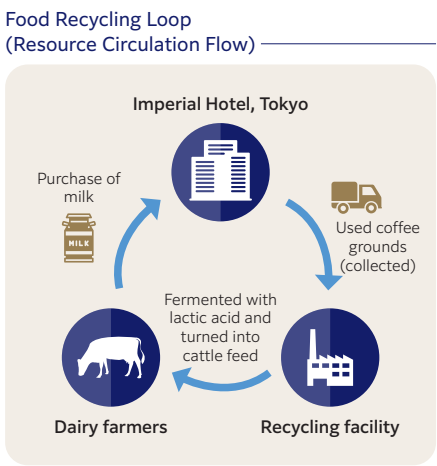 Food Recycling Loop
(Resource Circulation Flow)
Imperial Hotel, Tokyo
Purchase of
milk
MILK
Used coffee
grounds
(collected)
Fermented with
lactic acid and
turned into
cattle feed
Dairy farmers
Recycling facility